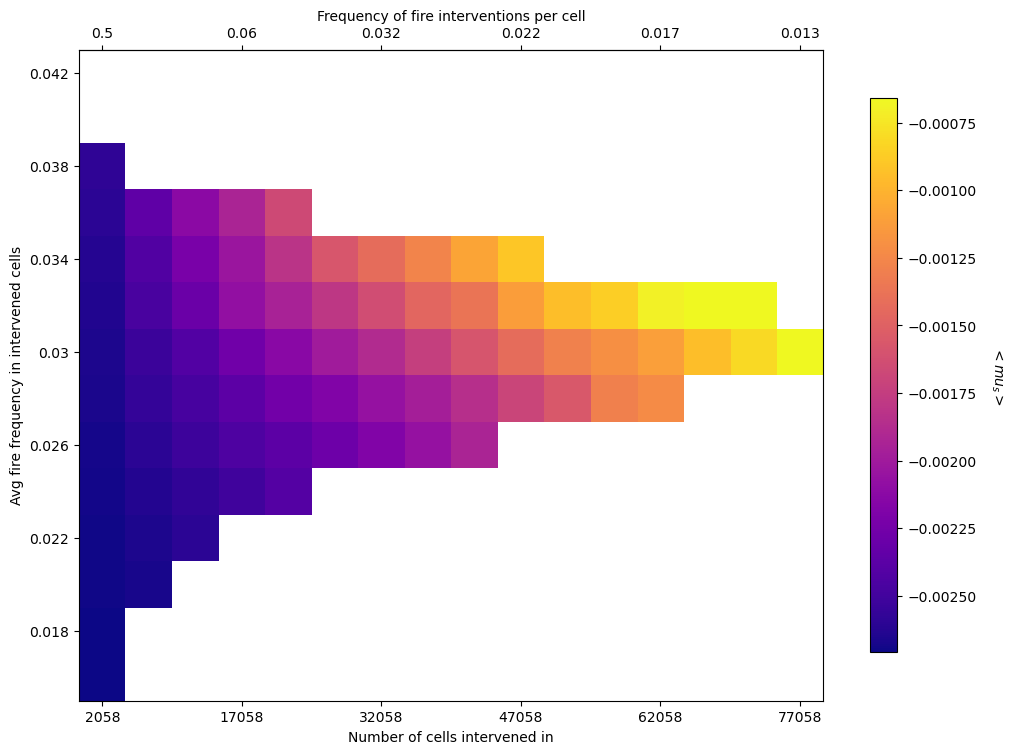 Frequency of fire interventions per cell
0.5 0.06 0.032 0.022 0.017 0.013
Avg fire frequency in intervened cells
0.042
0.038
0.034
0.03
0.026
0.022
0.018
2058 17058 32058 47058 62058 77058
Number of cells intervened in
−0.00075
−0.00100
−0.00125
−0.00150
−0.00175
−0.00200
−0.00225
−0.00250
< mu_s >